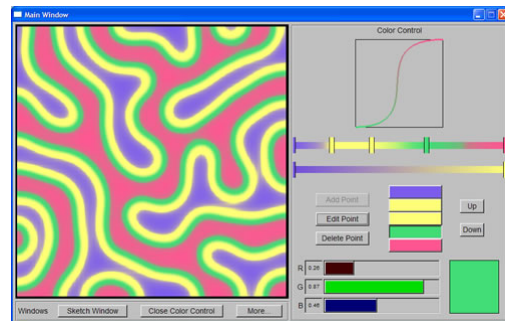 Main Window
Color Control
Add Point
Edit Point
Delete Point
Up
Down
R 0.26
G 0.87
B 0.46
Windows
Sketch Window
Close Color Control
More...